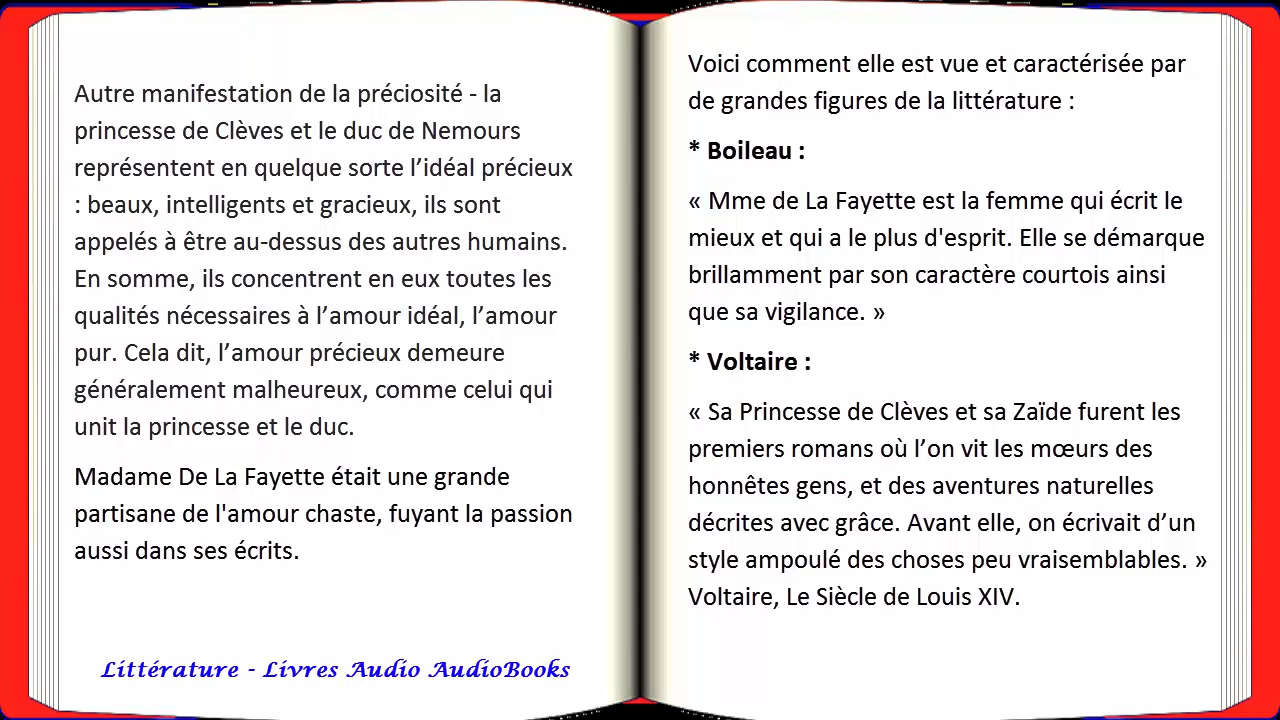 Autre manifestation de la préciosité - la
princesse de Clèves et le duc de Nemours
représentent en quelque sorte l’idéal précieux
: beaux, intelligents et gracieux, ils sont
appelés à être au-dessus des autres humains.
En somme, ils concentrent en eux toutes les
qualités nécessaires à l’amour idéal, l’amour
pur. Cela dit, l’amour précieux demeure
généralement malheureux, comme celui qui
unit la princesse et le duc.
Madame De La Fayette était une grande
partisane de l'amour chaste, fuyant la passion
aussi dans ses écrits.
Littérature - Livres Audio AudioBooks
Voici comment elle est vue et caractérisée par
de grandes figures de la littérature :
* Boileau :
« Mme de La Fayette est la femme qui écrit le
mieux et qui a le plus d'esprit. Elle se démarque
brillamment par son caractère courtois ainsi
que sa vigilance. »
* Voltaire :
« Sa Princesse de Clèves et sa Zaïde furent les
premiers romans où l’on vit les mœurs des
honnêtes gens, et des aventures naturelles
décrites avec grâce. Avant elle, on écrivait d’un
style ampoulé des choses peu vraisemblables. »
Voltaire, Le Siècle de Louis XIV.